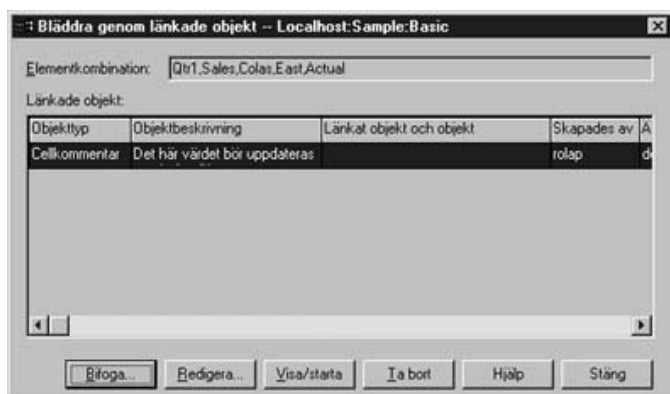 Bläddra genom länkade objekt -- Localhost:Sample:Basic
Elementkombination: Qtr1,Sales,Colas,East,Actual
Länkade objekt:
Objekttyp Objektbeskrivning Länkat objekt och objekt Skapades av A
Cellkommentar Det här värdet bör uppdateras rolap
Bifoga... Redigera... Visa/starta Ta bort Hjälp Stäng